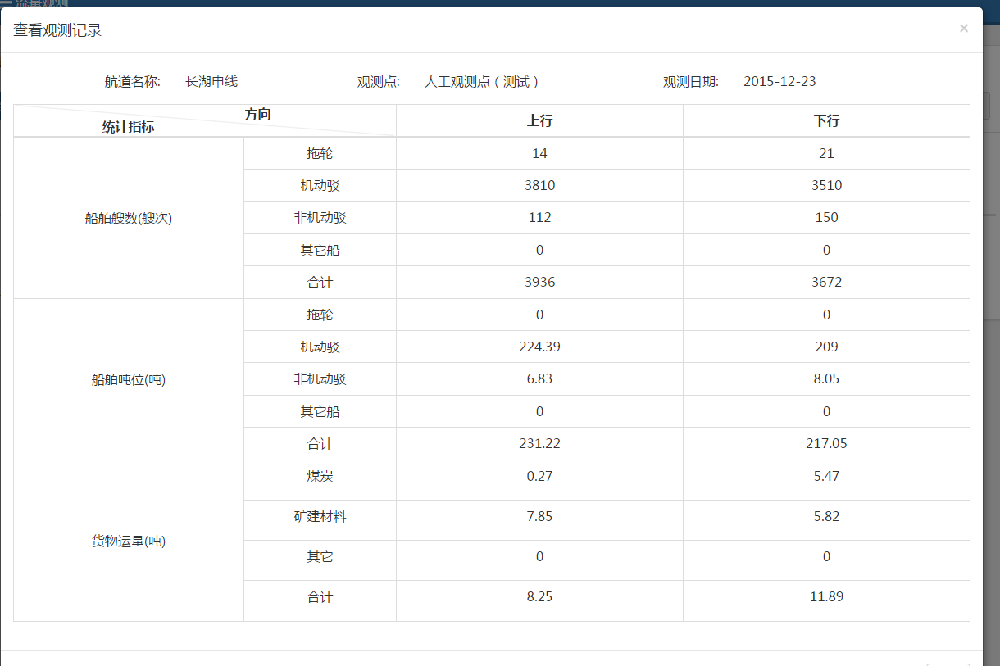 流量观测
查看观测记录
×
航道名称: 长湖申线 观测点: 人工观测点（测试） 观测日期: 2015-12-23
方向 统计指标 上行 下行
船舶艘数(艘次)
拖轮 14 21
机动驳 3810 3510
非机动驳 112 150
其它船 0 0
合计 3936 3672
船舶吨位(吨)
拖轮 0 0
机动驳 224.39 209
非机动驳 6.83 8.05
其它船 0 0
合计 231.22 217.05
货物运量(吨)
煤炭 0.27 5.47
矿建材料 7.85 5.82
其它 0 0
合计 8.25 11.89